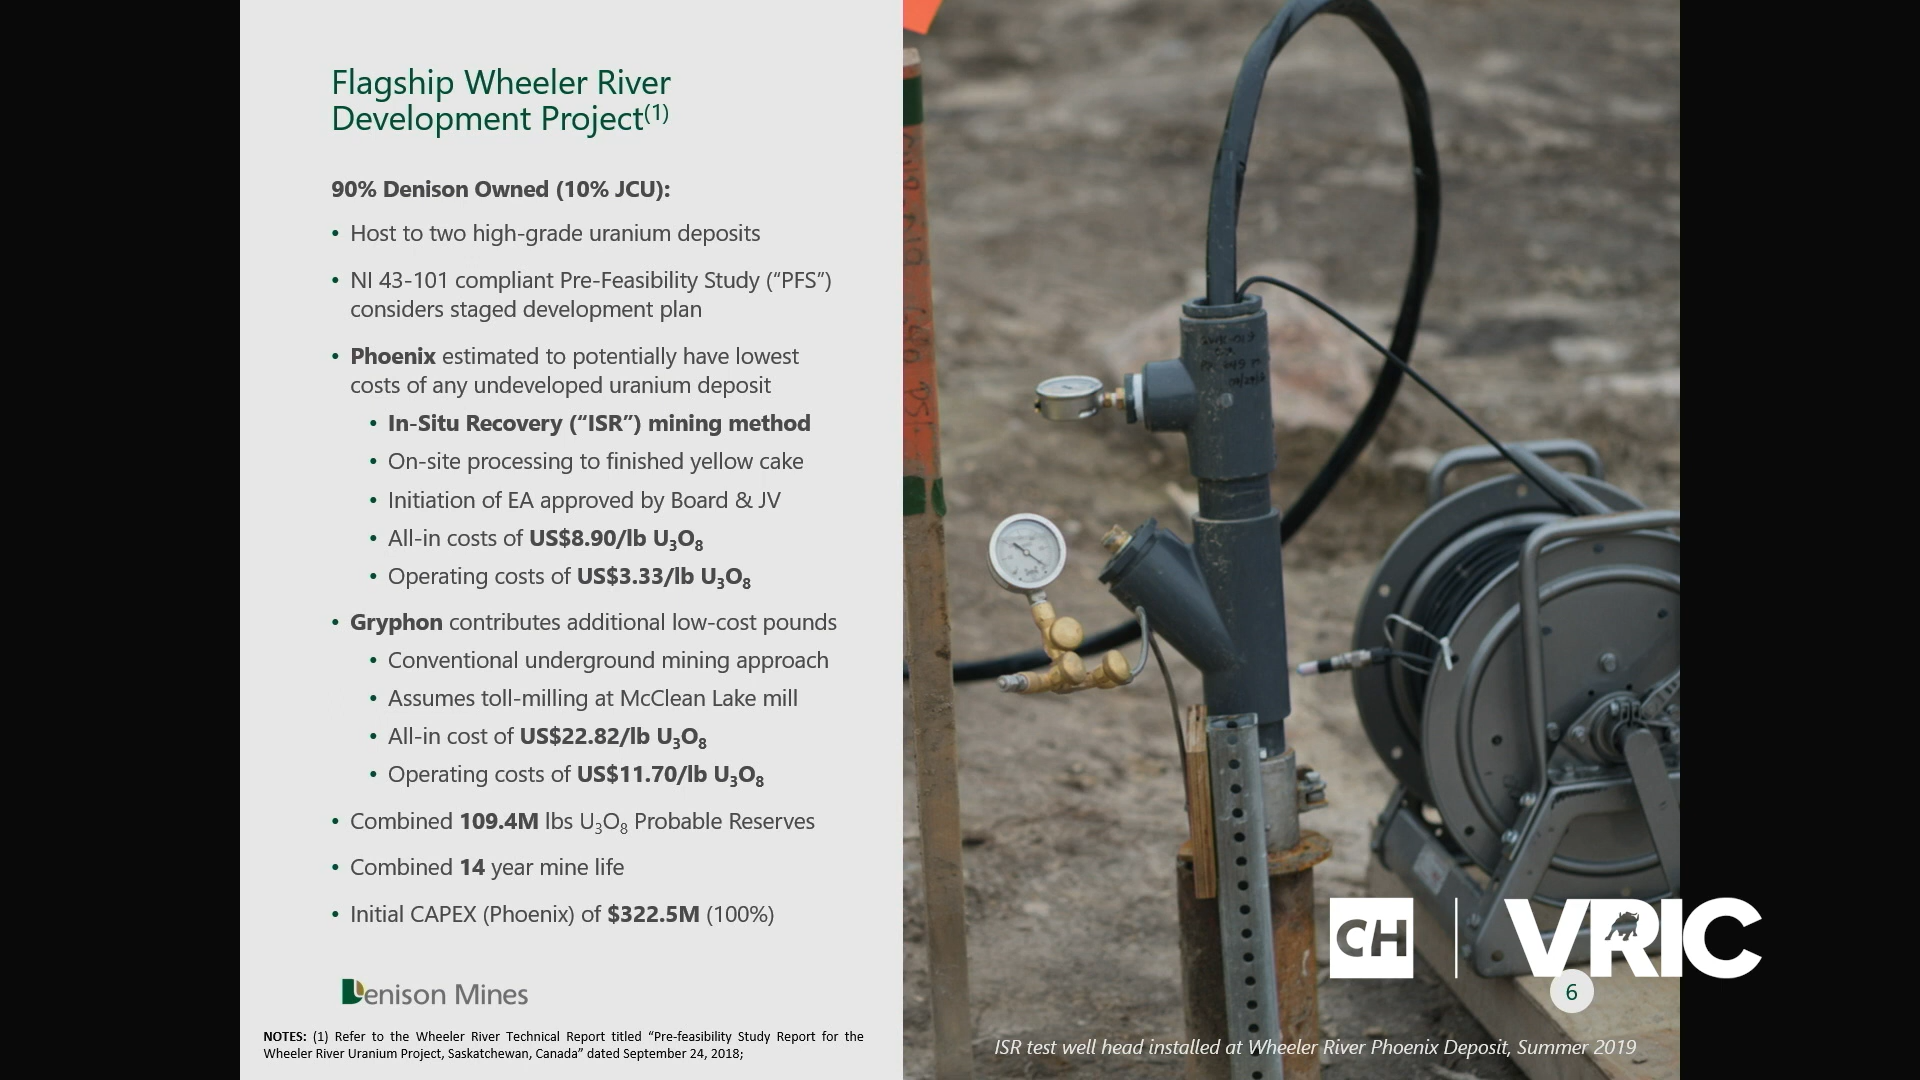 Flagship Wheeler River
Development Project(1)
90% Denison Owned (10% JCU):
• Host to two high-grade uranium deposits
• NI 43-101 compliant Pre-Feasibility Study (“PFS”)
considers staged development plan
• Phoenix estimated to potentially have lowest
costs of any undeveloped uranium deposit
• In-Situ Recovery (“ISR”) mining method
• On-site processing to finished yellow cake
• Initiation of EA approved by Board & JV
• All-in costs of US$8.90/lb U₃O₈
• Operating costs of US$3.33/lb U₃O₈
• Gryphon contributes additional low-cost pounds
• Conventional underground mining approach
• Assumes toll-milling at McClean Lake mill
• All-in cost of US$22.82/lb U₃O₈
• Operating costs of US$11.70/lb U₃O₈
• Combined 109.4M lbs U₃O₈ Probable Reserves
• Combined 14 year mine life
• Initial CAPEX (Phoenix) of $322.5M (100%)
Denison Mines
NOTES: (1) Refer to the Wheeler River Technical Report titled “Pre-feasibility Study Report for the
Wheeler River Uranium Project, Saskatchewan, Canada” dated September 24, 2018;
CH VRIC
6
ISR test well head installed at Wheeler River Phoenix Deposit, Summer 2019